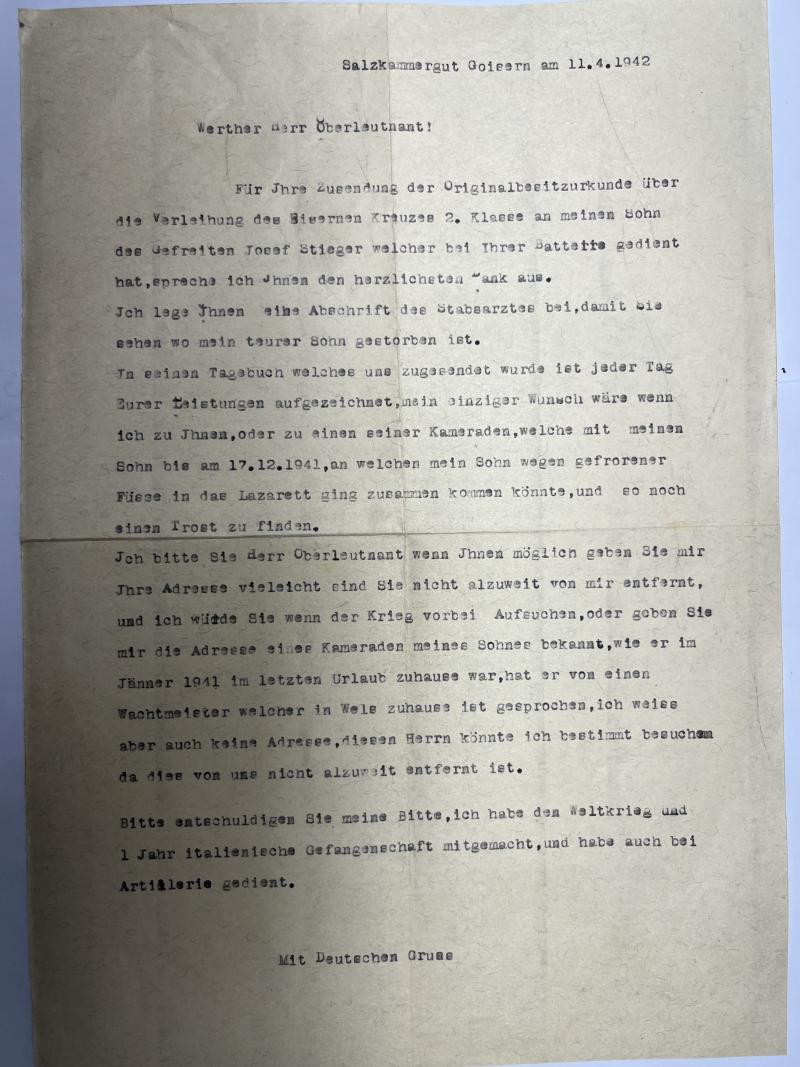 Salzkammergut Goisern am 11.4.1942
Werther Herr Oberleutnant!
Für Jhre Zusendung der Originalbesitzurkunde über
die Verleihung des Eisernen Kreuzes 2. Klasse an meinen Sohn
des Gefreiten Josef Stieger welcher bei Ihrer Batterie gedient
hat,spreche ich Jhnen den herzlichsten Dank aus.
Jch lege Jhnen eine Abschrift des Stabsarztes bei,damit Sie
sehen wo mein teurer Sohn gestorben ist.
Jn seinen Tagebuch welches uns zugesendet wurde ist jeder Tag
Eurer Leistungen aufgezeichnet,mein einziger Wunsch wäre wenn
ich zu Jhnen,oder zu einen seiner Kameraden,welche mit meinen
Sohn bis am 17.12.1941,an welchen mein Sohn wegen gefrorener
Füsse in das Lazarett ging zusammen kommen könnte,und so noch
einen Trost zu finden.
Jch bitte Sie Herr Oberleutnant wenn Jhnen möglich geben Sie mir
Jhre Adresse vieleicht sind Sie nicht alzuweit von mir entfernt,
und ich würde Sie wenn der Krieg vorbei Aufsuchen,oder geben Sie
mir die Adresse eines Kameraden meines Sohnes bekannt,wie er im
Jänner 1941 im letzten Urlaub zuhause war,hat er von einen
Wachtmeister welcher in Wels zuhause ist gesprochen,ich weiss
aber auch keine Adresse,diesen Herrn könnte ich bestimmt besuchen
da dies von uns nicht alzuweit entfernt ist.
Bitte entschuldigen Sie meine Bitte,ich habe den Weltkrieg und
1 Jahr italienische Gefangenschaft mitgemacht,und habe auch bei
Artillerie gedient.
Mit Deutschen Gruss